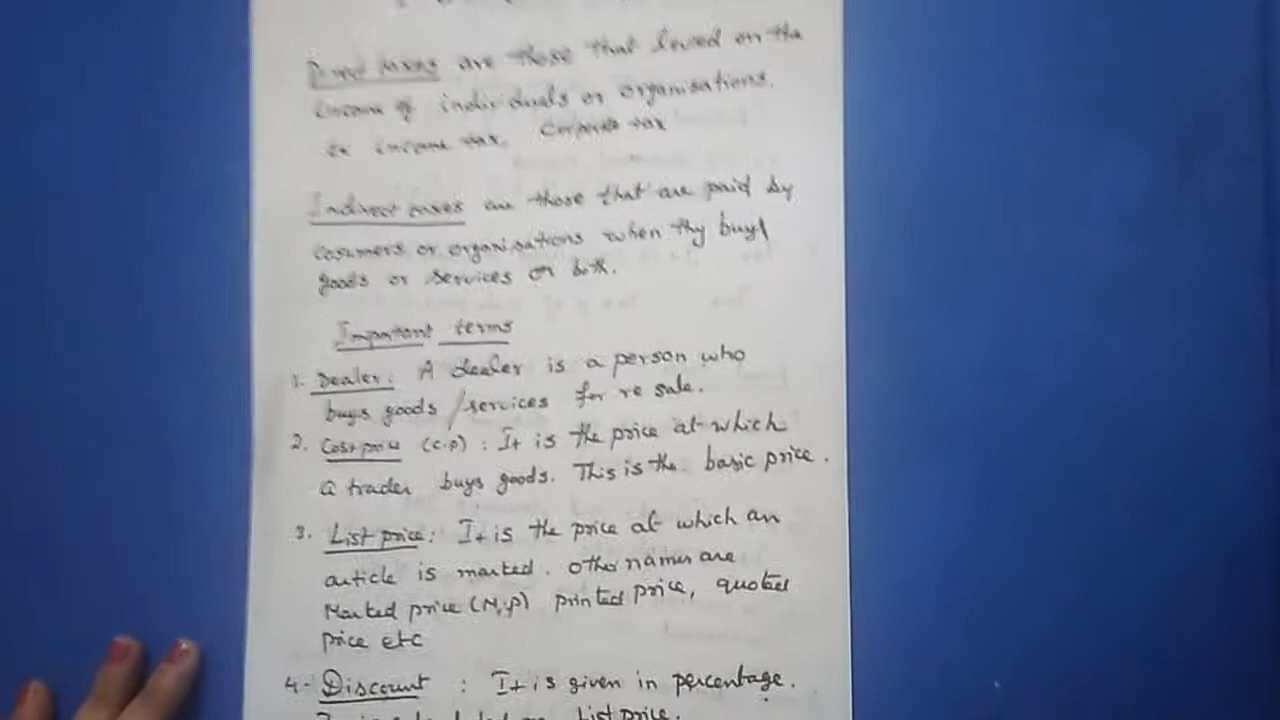 Direct taxes are those that leved on the
income of individuals or organisations.
Ex income tax, Corporate tax
Indirect taxes are those that are paid by
cosumers or organisations when thy buy
goods or services or both.
Important terms
1. Dealer: A dealer is a person who
buys goods /services for re sale.
2. Cost price (c.p) : It is the price at which
a trader buys goods. This is the basic price.
3. List price: It is the price at which an
article is marked. Other names are
Marked price (M.p) printed price, quoted
price etc
4. Discount : It is given in percentage.
List price.